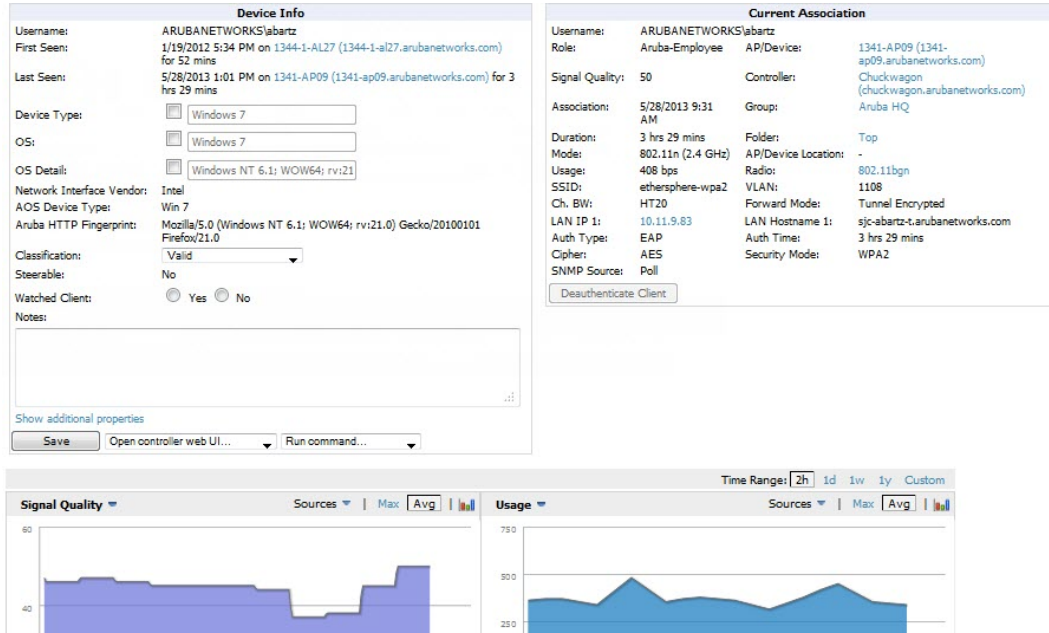 Device Info
Username: ARUBANETWORKS\abartz
First Seen: 1/19/2012 5:34 PM on 1344-1-AL27 (1344-1-al27.arubanetworks.com)
for 52 mins
Last Seen: 5/28/2013 1:01 PM on 1341-AP09 (1341-ap09.arubanetworks.com) for 3
hrs 29 mins
Device Type: Windows 7
OS: Windows 7
OS Detail: Windows NT 6.1; WOW64; rv:21
Network Interface Vendor: Intel
AOS Device Type: Win 7
Aruba HTTP Fingerprint: Mozilla/5.0 (Windows NT 6.1; WOW64; rv:21.0) Gecko/20100101
Firefox/21.0
Classification: Valid
Steerable: No
Watched Client: Yes No
Notes:
Show additional properties
Save Open controller web UI... Run command...
Current Association
Username: ARUBANETWORKS\abartz
Role: Aruba-Employee AP/Device: 1341-AP09 (1341-
ap09.arubanetworks.com)
Signal Quality: 50 Controller: Chuckwagon
(chuckwagon.arubanetworks.com)
Association: 5/28/2013 9:31 Group: Aruba HQ
AM
Duration: 3 hrs 29 mins Folder: Top
Mode: 802.11n (2.4 GHz) AP/Device Location: -
Usage: 408 bps Radio: 802.11bgn
SSID: ethersphere-wpa2 VLAN: 1108
Ch. BW: HT20 Forward Mode: Tunnel Encrypted
LAN IP 1: 10.11.9.83 LAN Hostname 1: sjc-abartz-t.arubanetworks.com
Auth Type: EAP Auth Time: 3 hrs 29 mins
Cipher: AES Security Mode: WPA2
SNMP Source: Poll
Deauthenticate Client
Time Range: 2h 1d 1w 1y Custom
Signal Quality Sources | Max Avg |
60
40
Usage Sources | Max Avg |
750
500
250